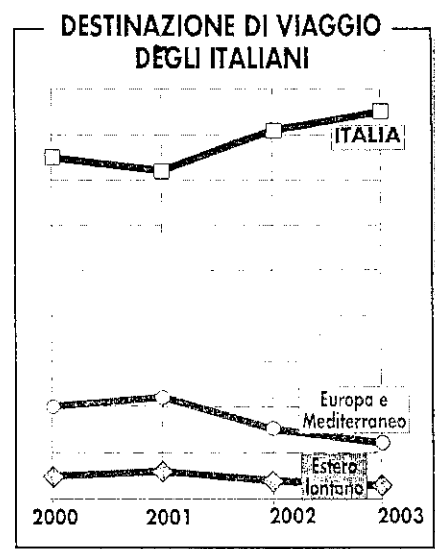 DESTINAZIONE DI VIAGGIO
DEGLI ITALIANI
ITALIA
Europa e
Mediterraneo
Estero
lontano
2000 2001 2002 2003